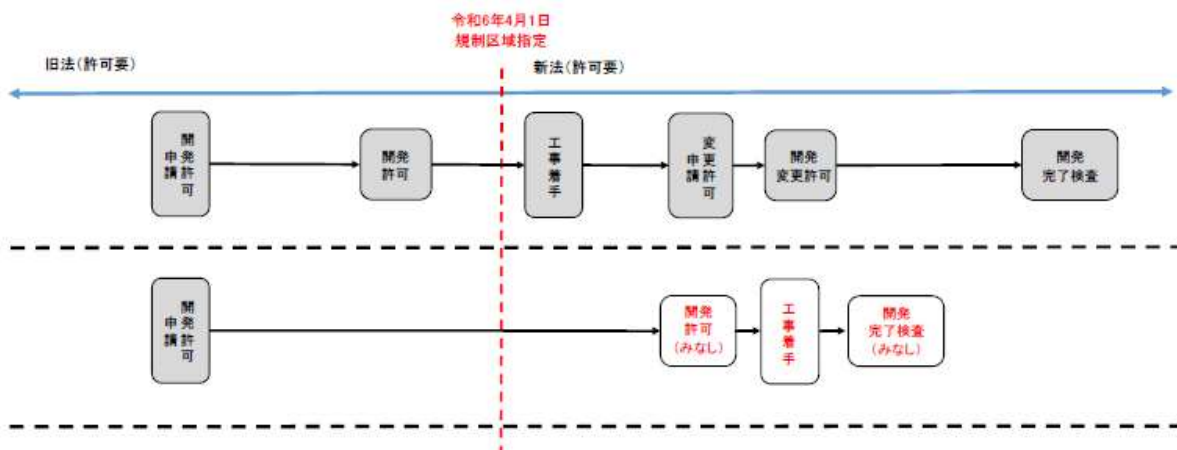 令和6年4月1日
規制区域指定
旧法(許可要)
新法(許可要)
開発許可
申請
開発
許可
工事着手
変更許可
申請
開発
変更許可
開発
完了検査
開発許可
申請
開発
許可
(みなし)
工事着手
開発
完了検査
(みなし)